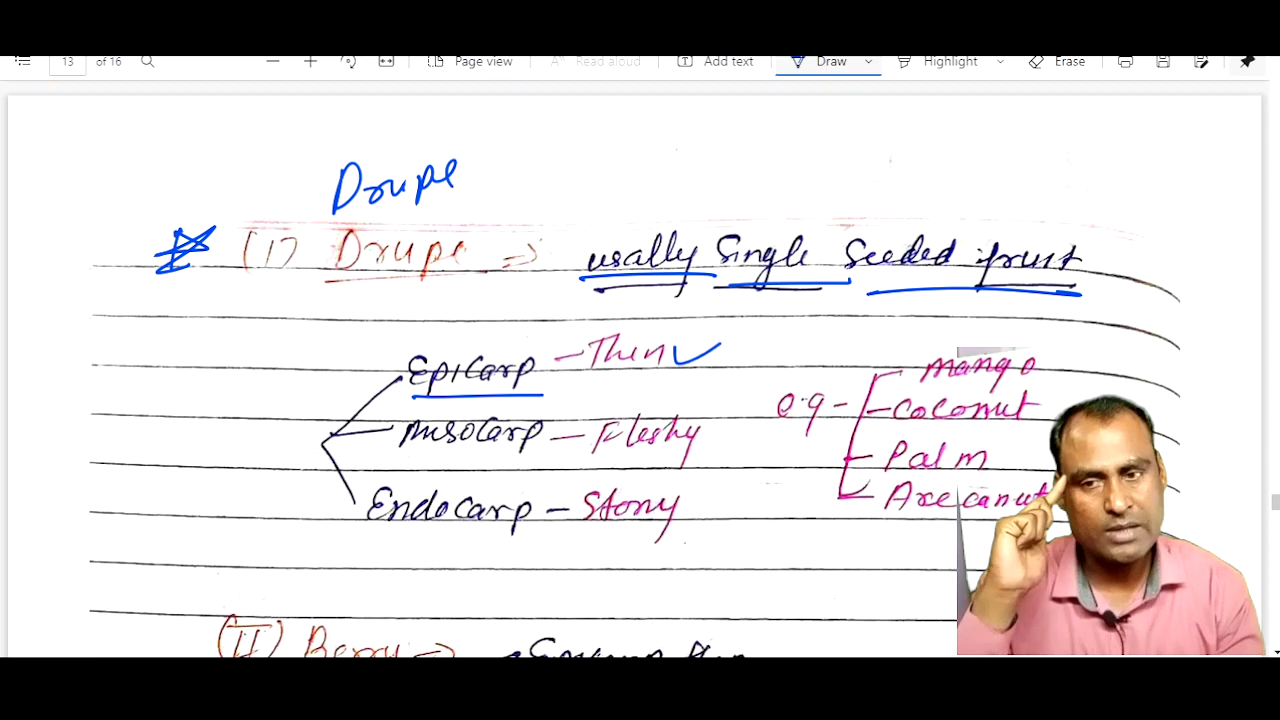 13 of 16 Page view Read aloud Add text Draw Highlight Erase
Drupe
(I) Drupe ⇒ usally Single Seeded fruit
Epicarp – Thin ✓
Mesocarp – Fleshy
Endocarp – Stony
e.g – mango
– Coconut
– Palm
– Arecanut
(II) Berry ⇒